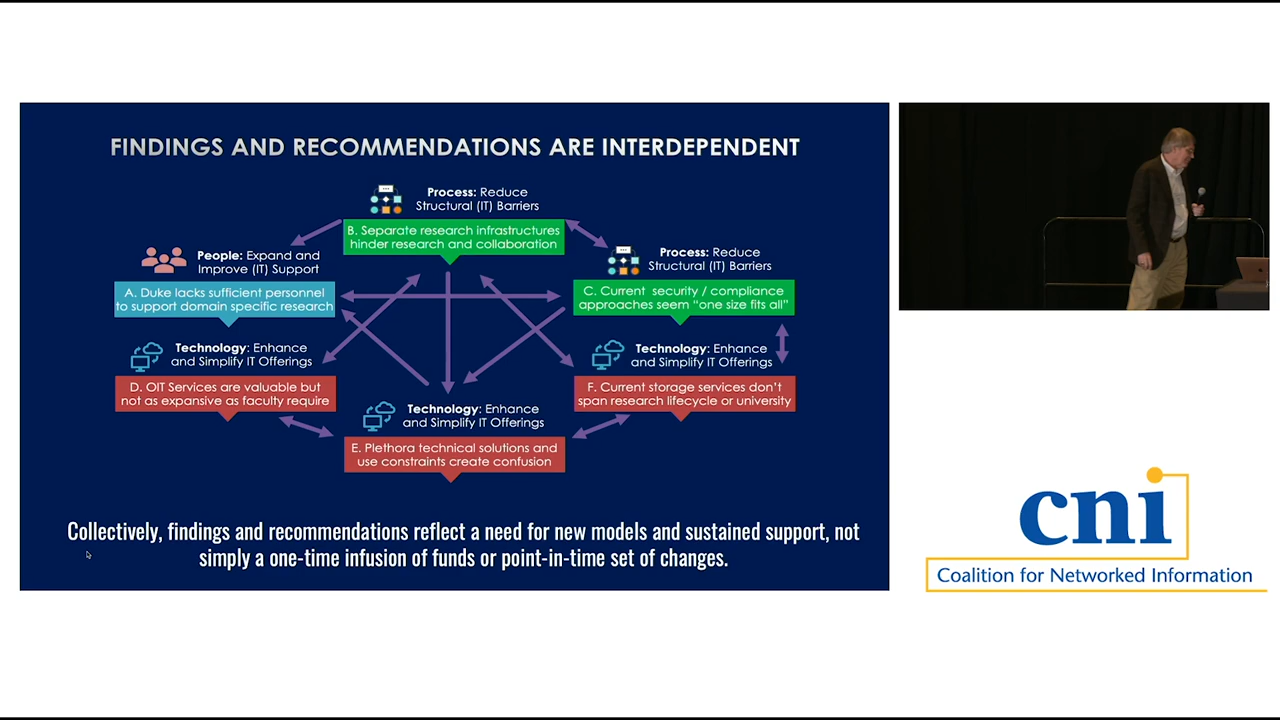 FINDINGS AND RECOMMENDATIONS ARE INTERDEPENDENT
Process: Reduce
Structural (IT) Barriers
B. Separate research infrastructures
hinder research and collaboration
People: Expand and
Improve (IT) Support
A. Duke lacks sufficient personnel
to support domain specific research
Process: Reduce
Structural (IT) Barriers
C. Current security / compliance
approaches seem “one size fits all”
Technology: Enhance
and Simplify IT Offerings
D. OIT Services are valuable but
not as expansive as faculty require
Technology: Enhance
and Simplify IT Offerings
F. Current storage services don’t
span research lifecycle or university
Technology: Enhance
and Simplify IT Offerings
E. Plethora technical solutions and
use constraints create confusion
Collectively, findings and recommendations reflect a need for new models and sustained support, not
simply a one-time infusion of funds or point-in-time set of changes.
cni
Coalition for Networked Information